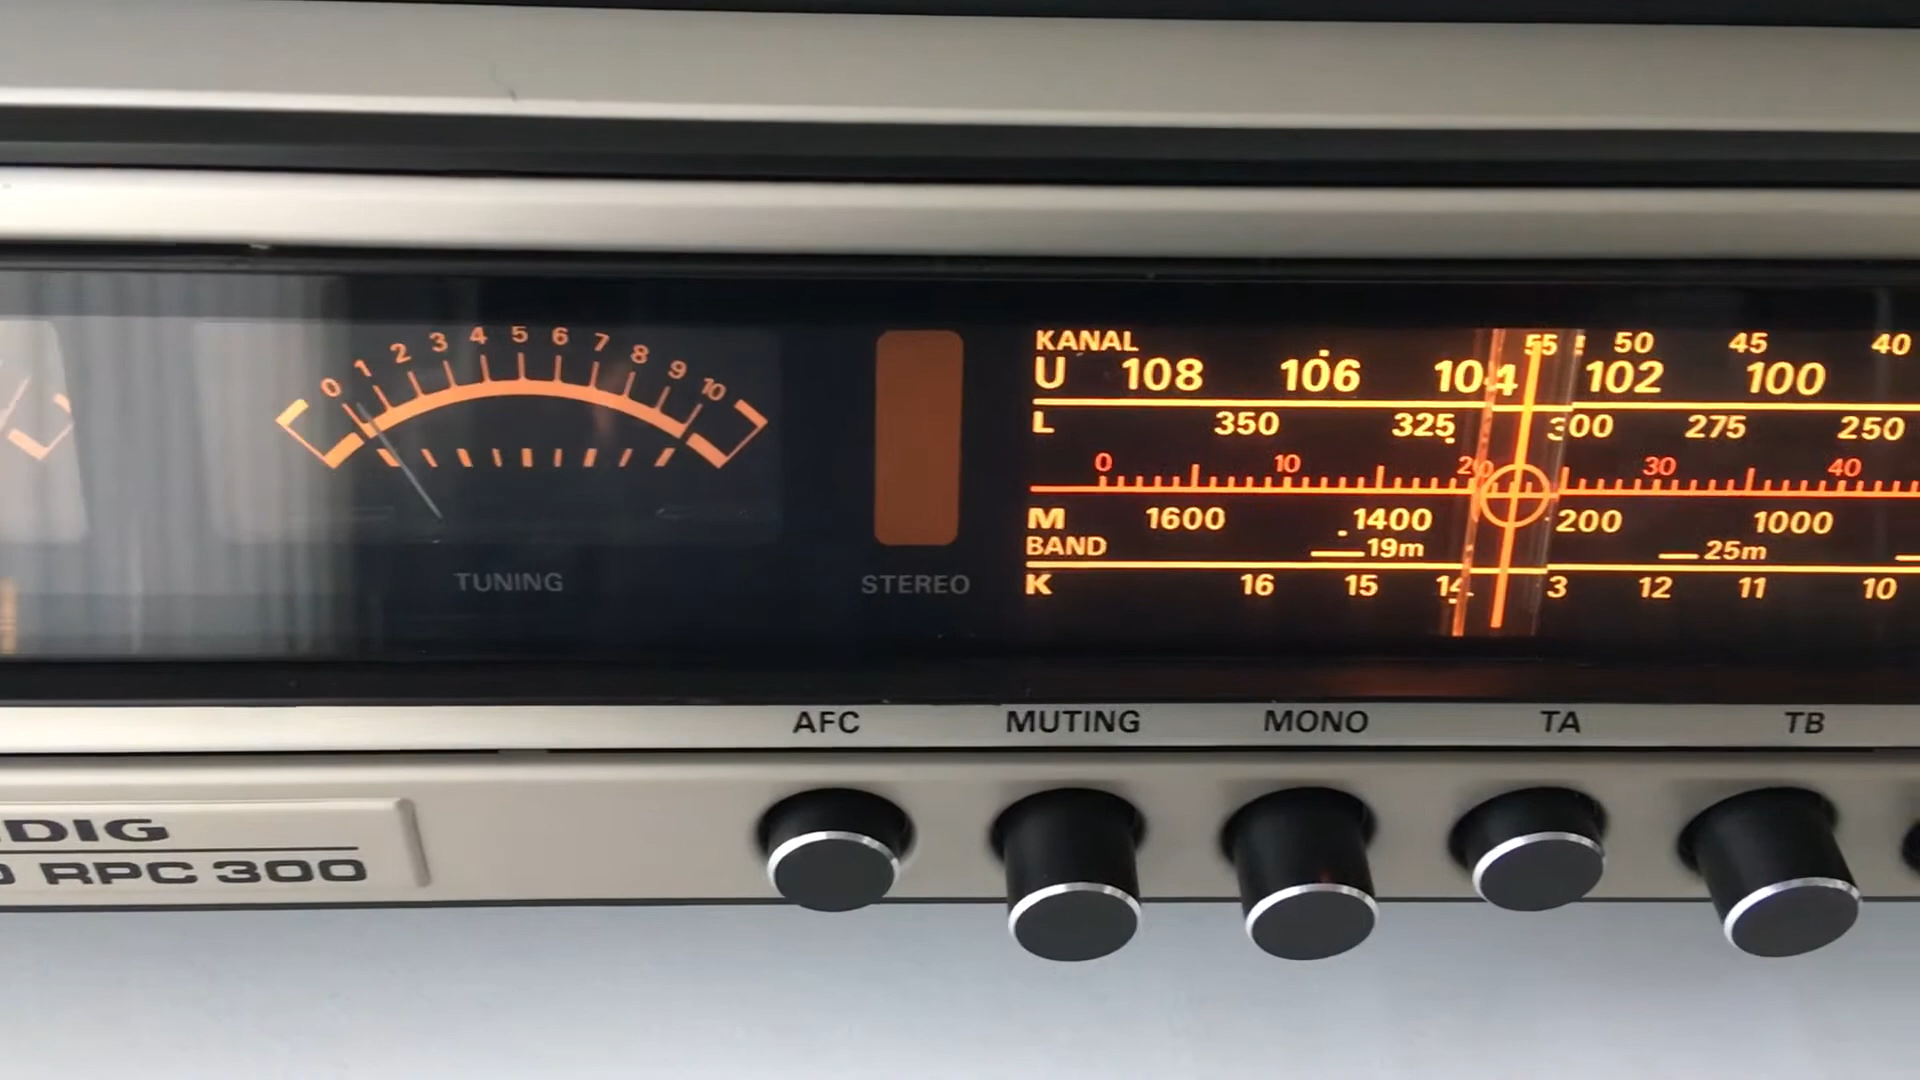 0 1 2 3 4 5 6 7 8 9 10
TUNING
STEREO
KANAL 55 50 45 40
U 108 106 104 102 100
L 350 325 300 275 250
0 10 20 30 40
M 1600 1400 200 1000
BAND 19m 25m
K 16 15 14 3 12 11 10
AFC MUTING MONO TA TB
DIG
RPC 300